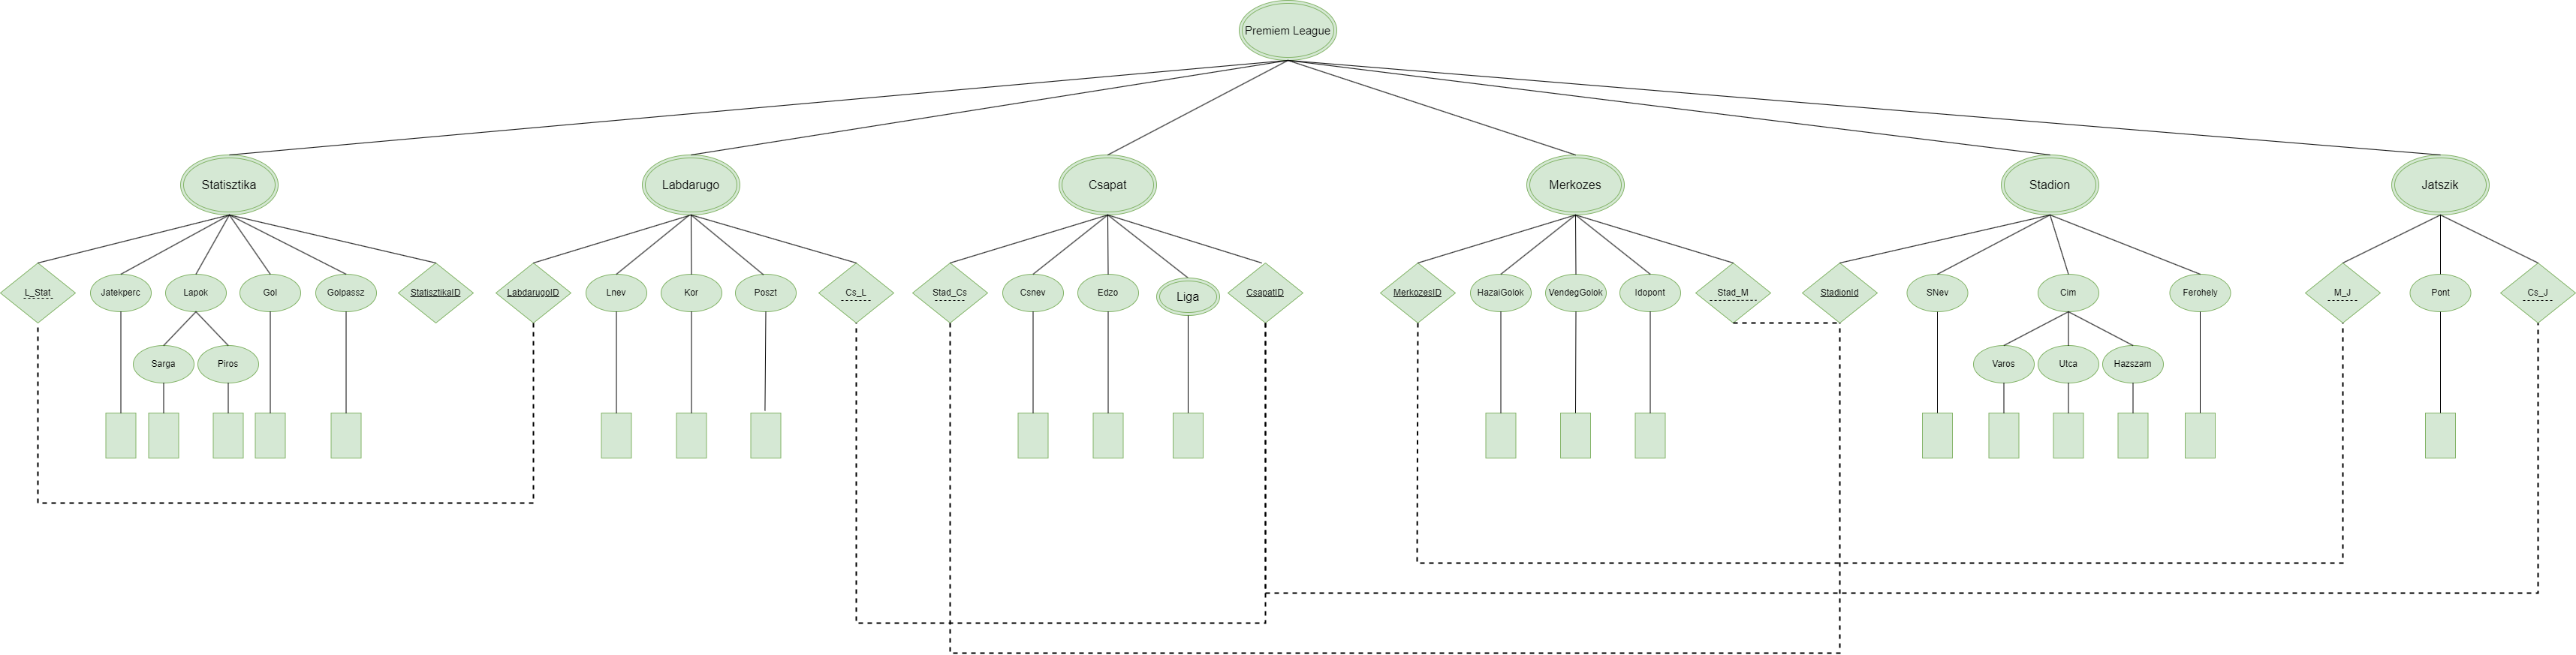 Premiem League
Statisztika
Labdarugo
Csapat
Merkozes
Stadion
Jatszik
L_Stat
Jatekperc
Lapok
Gol
Golpassz
StatisztikaID
LabdarugoID
Lnev
Kor
Poszt
Cs_L
Stad_Cs
Csnev
Edzo
Liga
CsapatID
MerkozesID
HazaiGolok
VendegGolok
Idopont
Stad_M
StadionId
SNev
Cim
Ferohely
M_J
Pont
Cs_J
Sarga
Piros
Varos
Utca
Hazszam